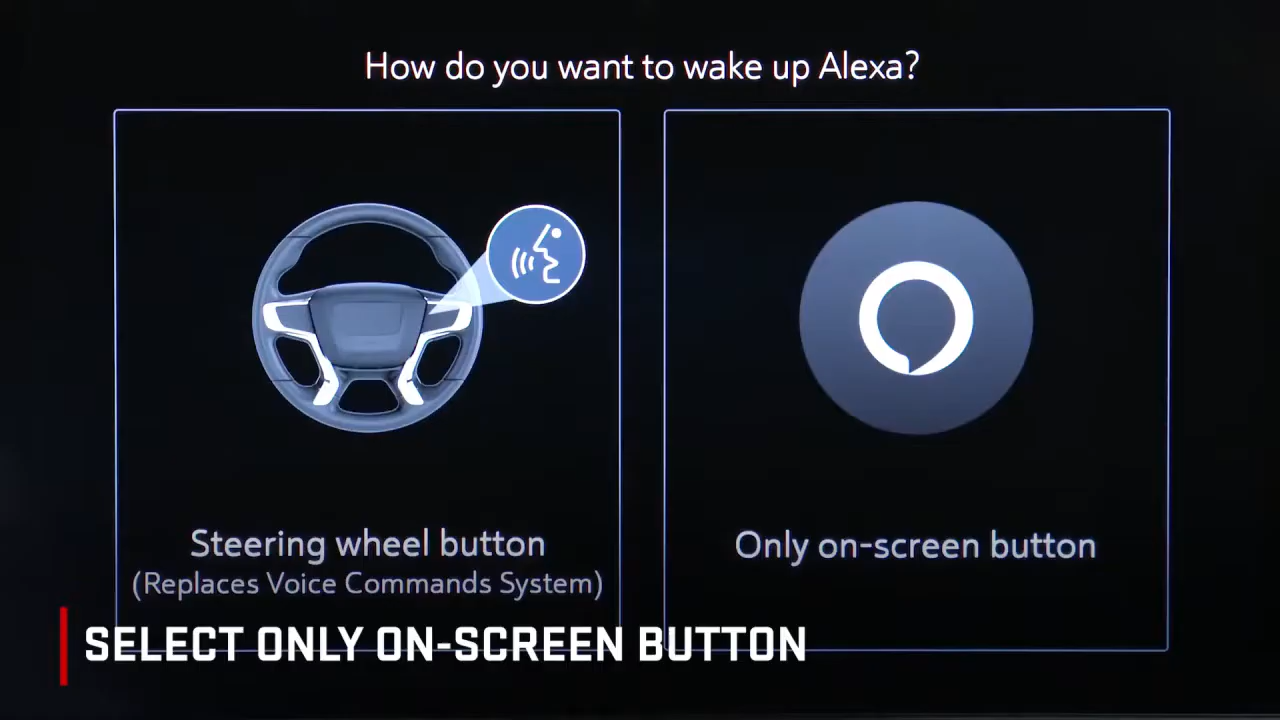 How do you want to wake up Alexa?
Steering wheel button
(Replaces Voice Commands System)
Only on-screen button
SELECT ONLY ON-SCREEN BUTTON